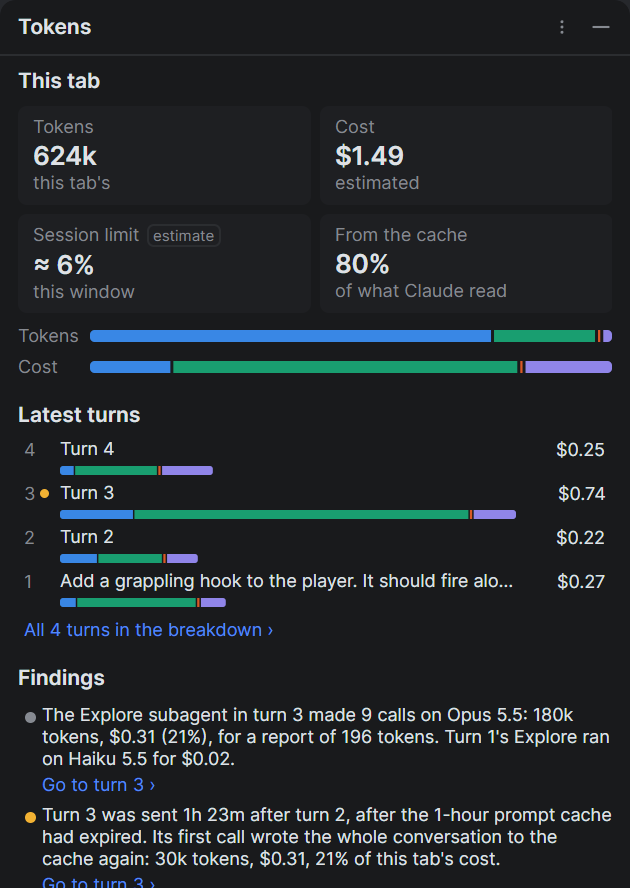 Tokens
This tab
Tokens
624k
this tab's
Cost
$1.49
estimated
Session limit estimate
≈ 6%
this window
From the cache
80%
of what Claude read
Tokens
Cost
Latest turns
4 Turn 4 $0.25
3 Turn 3 $0.74
2 Turn 2 $0.22
1 Add a grappling hook to the player. It should fire alo... $0.27
All 4 turns in the breakdown ›
Findings
The Explore subagent in turn 3 made 9 calls on Opus 5.5: 180k
tokens, $0.31 (21%), for a report of 196 tokens. Turn 1's Explore ran
on Haiku 5.5 for $0.02.
Go to turn 3 ›
Turn 3 was sent 1h 23m after turn 2, after the 1-hour prompt cache
had expired. Its first call wrote the whole conversation to the
cache again: 30k tokens, $0.31, 21% of this tab's cost.
Go to turn 3 ›